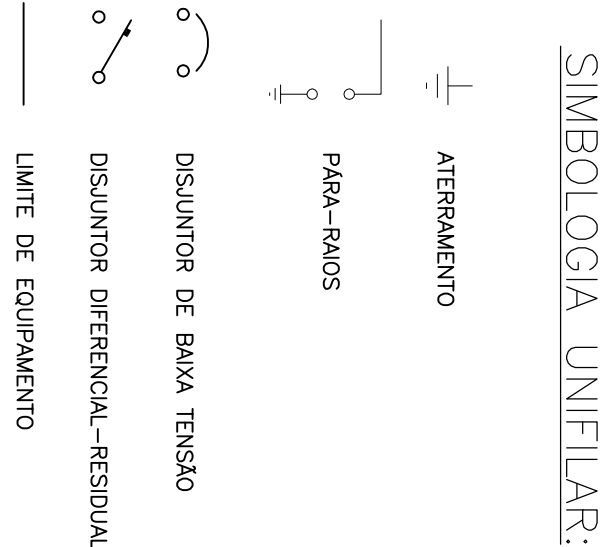 SIMBOLOGIA UNIFILAR:
ATERRAMENTO
PÁRA-RAIOS
DISJUNTOR DE BAIXA TENSÃO
DISJUNTOR DIFERENCIAL-RESIDUAL
LIMITE DE EQUIPAMENTO